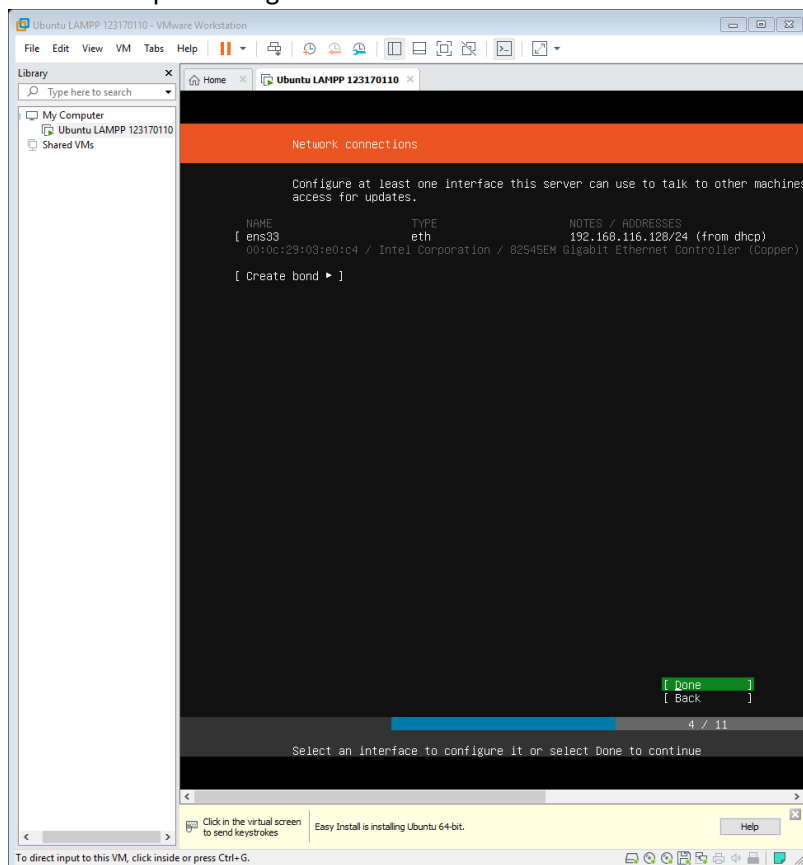 Ubuntu LAMPP 123170110 - VMware Workstation
File Edit View VM Tabs Help
Library
Type here to search
My Computer
Ubuntu LAMPP 123170110
Shared VMs
Home
Ubuntu LAMPP 123170110
Network connections
Configure at least one interface this server can use to talk to other machines
access for updates.
NAME TYPE NOTES / ADDRESSES
[ ens33 eth 192.168.116.128/24 (from dhcp)
00:0c:29:03:e0:c4 / Intel Corporation / 82545EM Gigabit Ethernet Controller (Copper)
[ Create bond ▸ ]
[ Done ]
[ Back ]
4 / 11
Select an interface to configure it or select Done to continue
Click in the virtual screen
to send keystrokes
Easy Install is installing Ubuntu 64-bit.
Help
To direct input to this VM, click inside or press Ctrl+G.